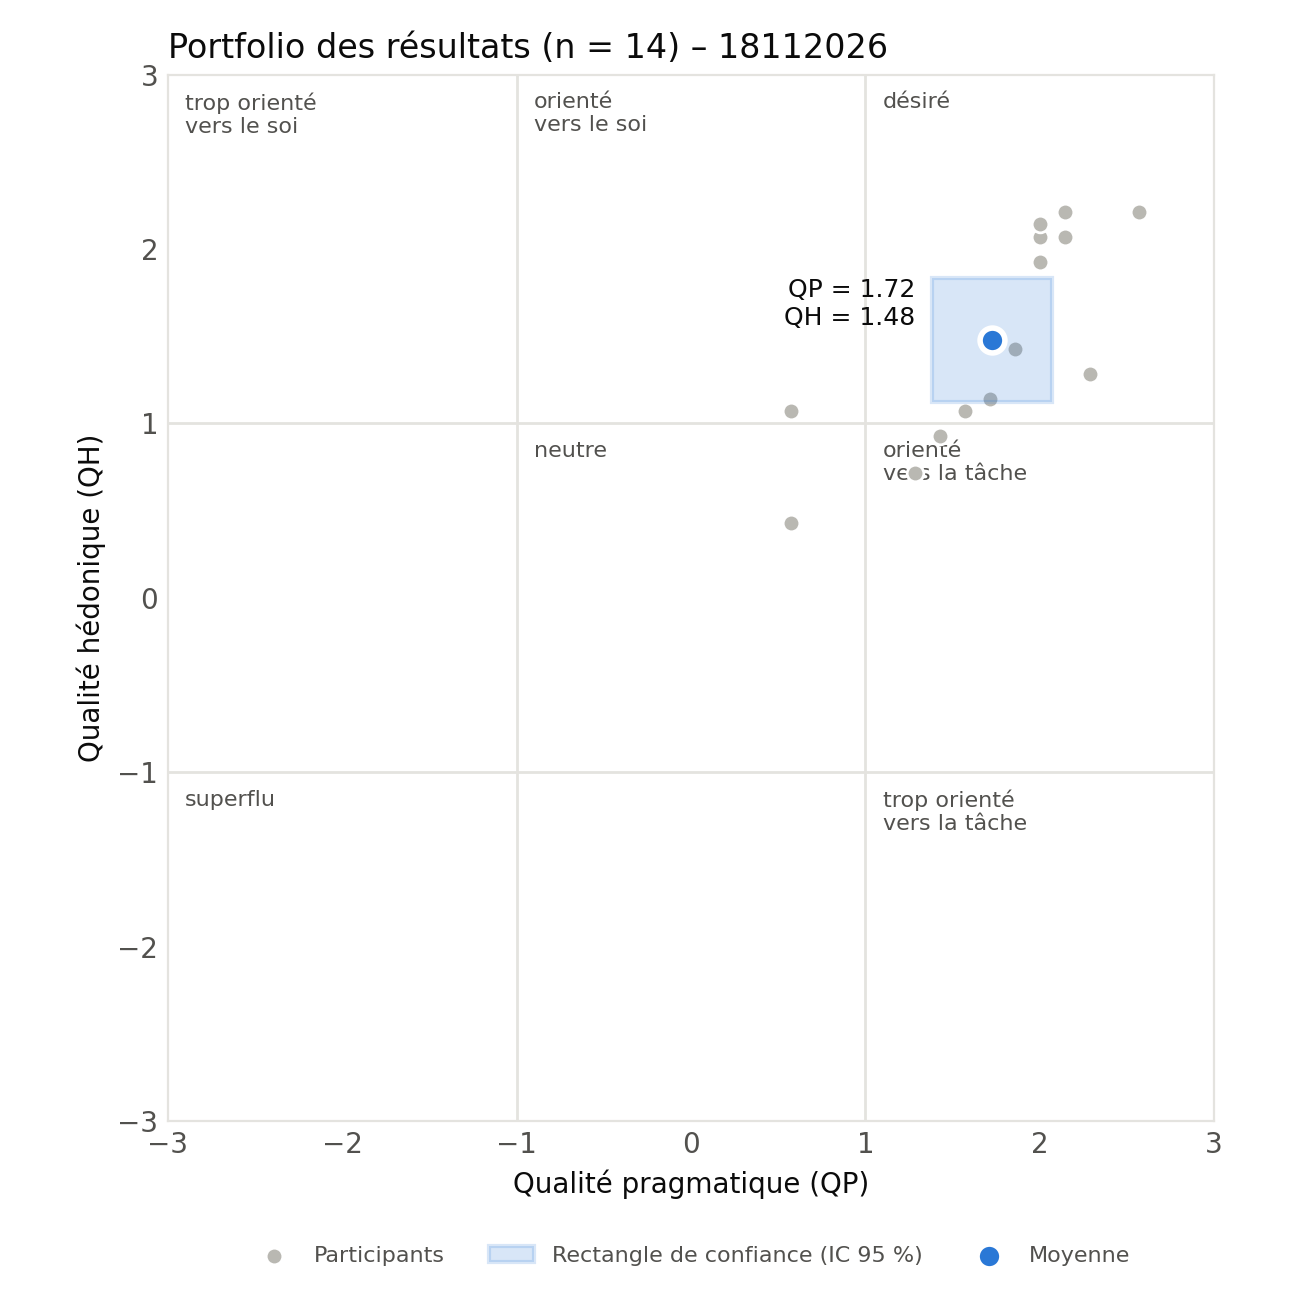 Portfolio des résultats (n = 14) – 18112026
3
trop orienté
vers le soi
orienté
vers le soi
désiré
2
QP = 1.72
QH = 1.48
1
neutre
orienté
vers la tâche
0
Qualité hédonique (QH)
−1
superflu
trop orienté
vers la tâche
−2
−3
−3
−2
−1
0
1
2
3
Qualité pragmatique (QP)
Participants
Rectangle de confiance (IC 95 %)
Moyenne